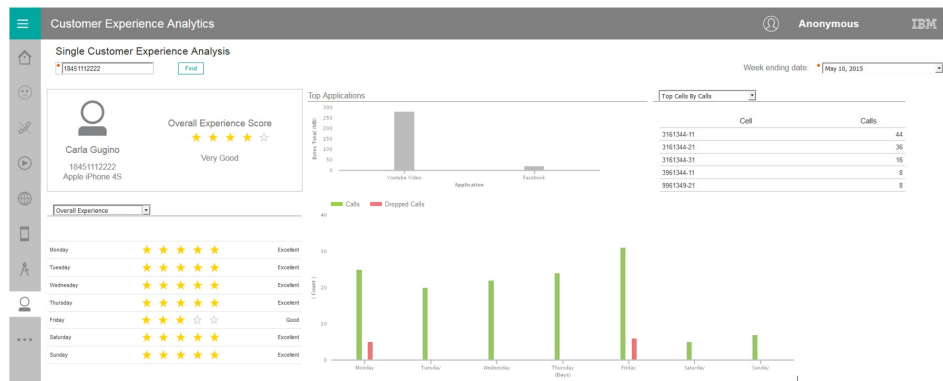 Customer Experience Analytics
Anonymous
IBM
Single Customer Experience Analysis
* 18451112222
Find
Week ending date: * May 10, 2015
Carla Gugino
18451112222
Apple iPhone 4S
Overall Experience Score
Very Good
Top Applications
Bytes Total (MB)
300
250
200
150
100
50
0
Youtube Video
Facebook
Application
Top Cells By Calls
Cell Calls
3161344-11 44
3161344-21 36
3161344-31 16
3961344-11 8
9961349-21 8
Overall Experience
Monday Excellent
Tuesday Excellent
Wednesday Excellent
Thursday Excellent
Friday Good
Saturday Excellent
Sunday Excellent
Calls Dropped Calls
( Count )
40
30
20
10
0
Monday Tuesday Wednesday Thursday Friday Saturday Sunday
(Days)